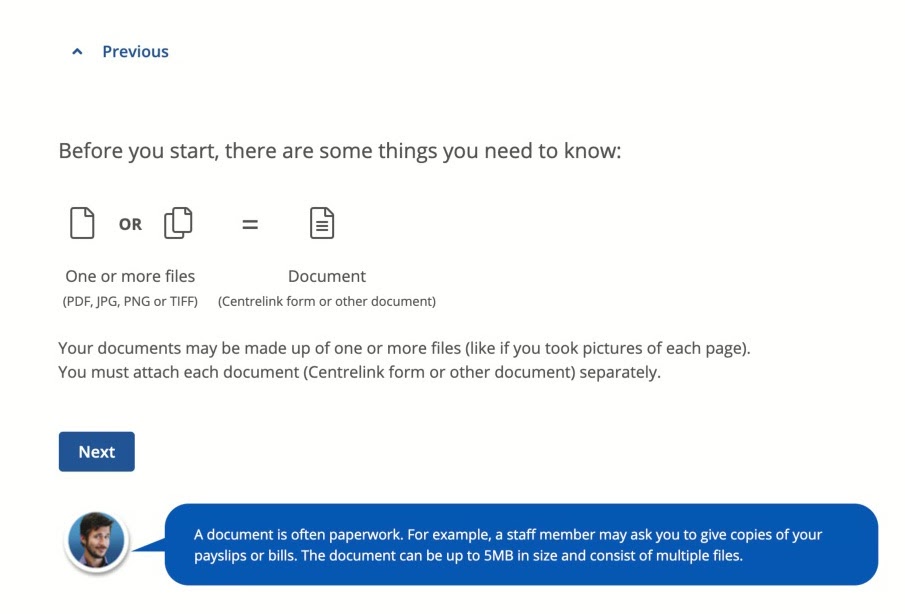 Previous
Before you start, there are some things you need to know:
OR =
One or more files Document
(PDF, JPG, PNG or TIFF) (Centrelink form or other document)
Your documents may be made up of one or more files (like if you took pictures of each page).
You must attach each document (Centrelink form or other document) separately.
Next
A document is often paperwork. For example, a staff member may ask you to give copies of your
payslips or bills. The document can be up to 5MB in size and consist of multiple files.